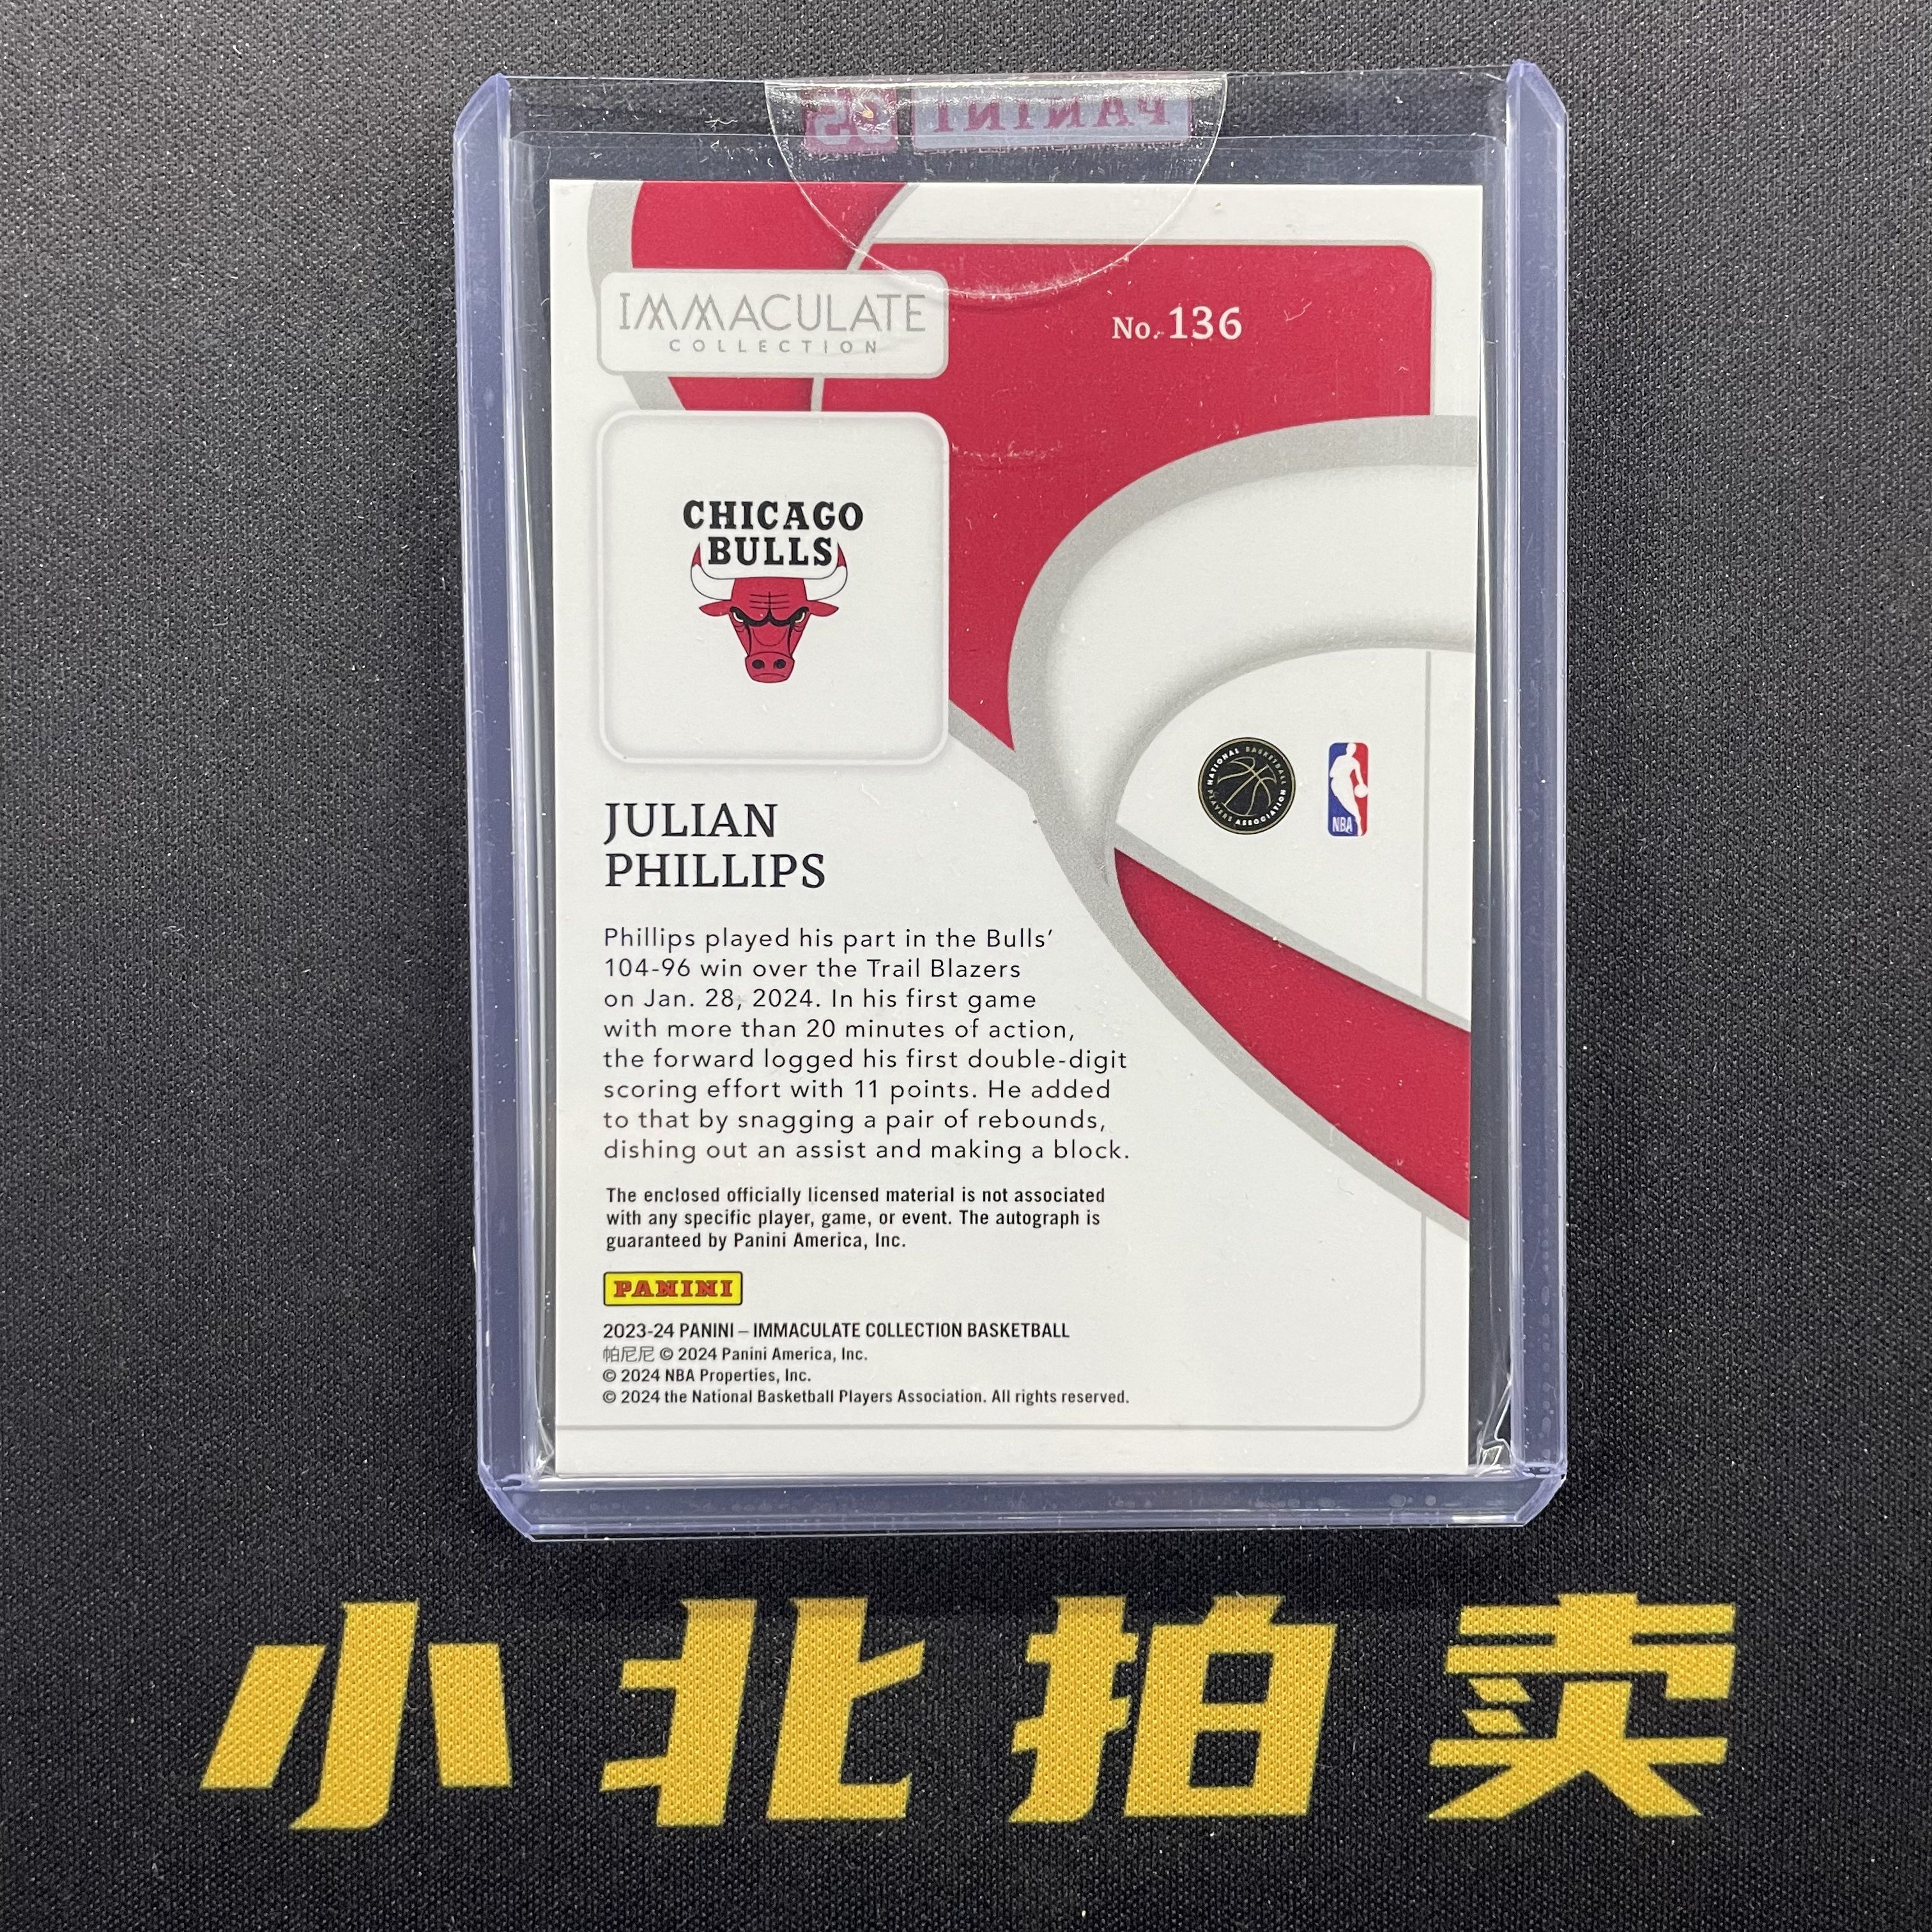 PANINI
IMMACULATE
COLLECTION
No. 136
CHICAGO
BULLS
NATIONAL BASKETBALL
PLAYERS ASSOCIATION
NBA
JULIAN
PHILLIPS
Phillips played his part in the Bulls’
104-96 win over the Trail Blazers
on Jan. 28, 2024. In his first game
with more than 20 minutes of action,
the forward logged his first double-digit
scoring effort with 11 points. He added
to that by snagging a pair of rebounds,
dishing out an assist and making a block.
The enclosed officially licensed material is not associated
with any specific player, game, or event. The autograph is
guaranteed by Panini America, Inc.
PANINI
2023-24 PANINI – IMMACULATE COLLECTION BASKETBALL
帕尼尼 © 2024 Panini America, Inc.
© 2024 NBA Properties, Inc.
© 2024 the National Basketball Players Association. All rights reserved.
小北拍卖